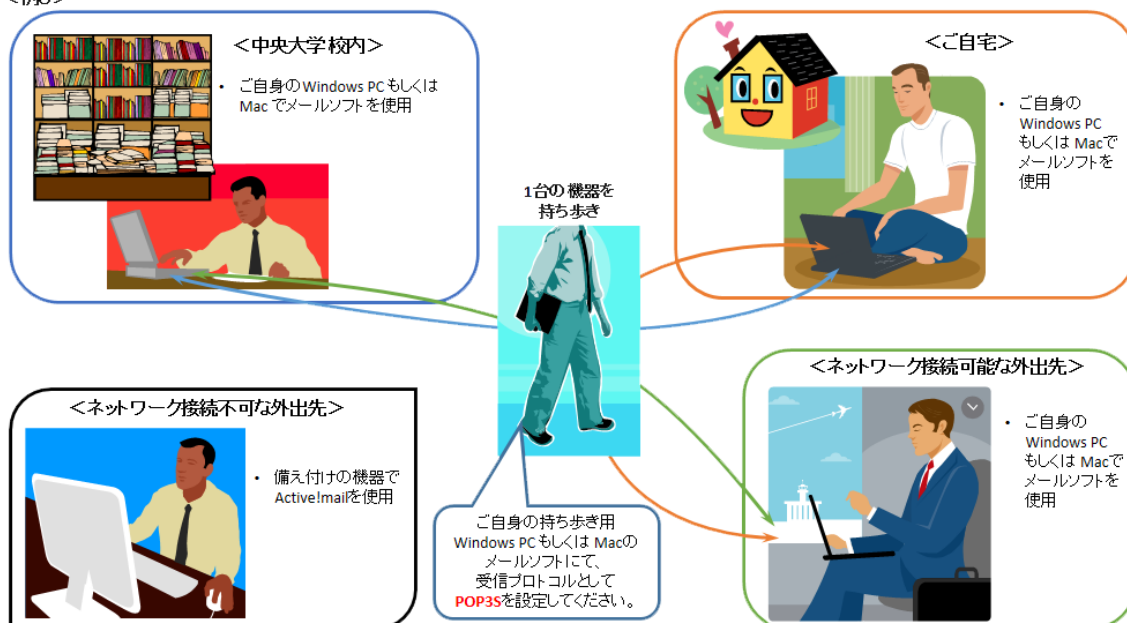 ＜中央大学校内＞
• ご自身のWindows PCもしくは
Macでメールソフトを使用
＜ご自宅＞
• ご自身の
Windows PC
もしくは Macで
メールソフトを
使用
1台の機器を
持ち歩き
＜ネットワーク接続不可な外出先＞
• 備え付けの機器で
Active!mailを使用
ご自身の持ち歩き用
Windows PCもしくは Macの
メールソフトにて、
受信プロトコルとして
POP3Sを設定してください。
＜ネットワーク接続可能な外出先＞
• ご自身の
Windows PC
もしくは Macで
メールソフトを
使用